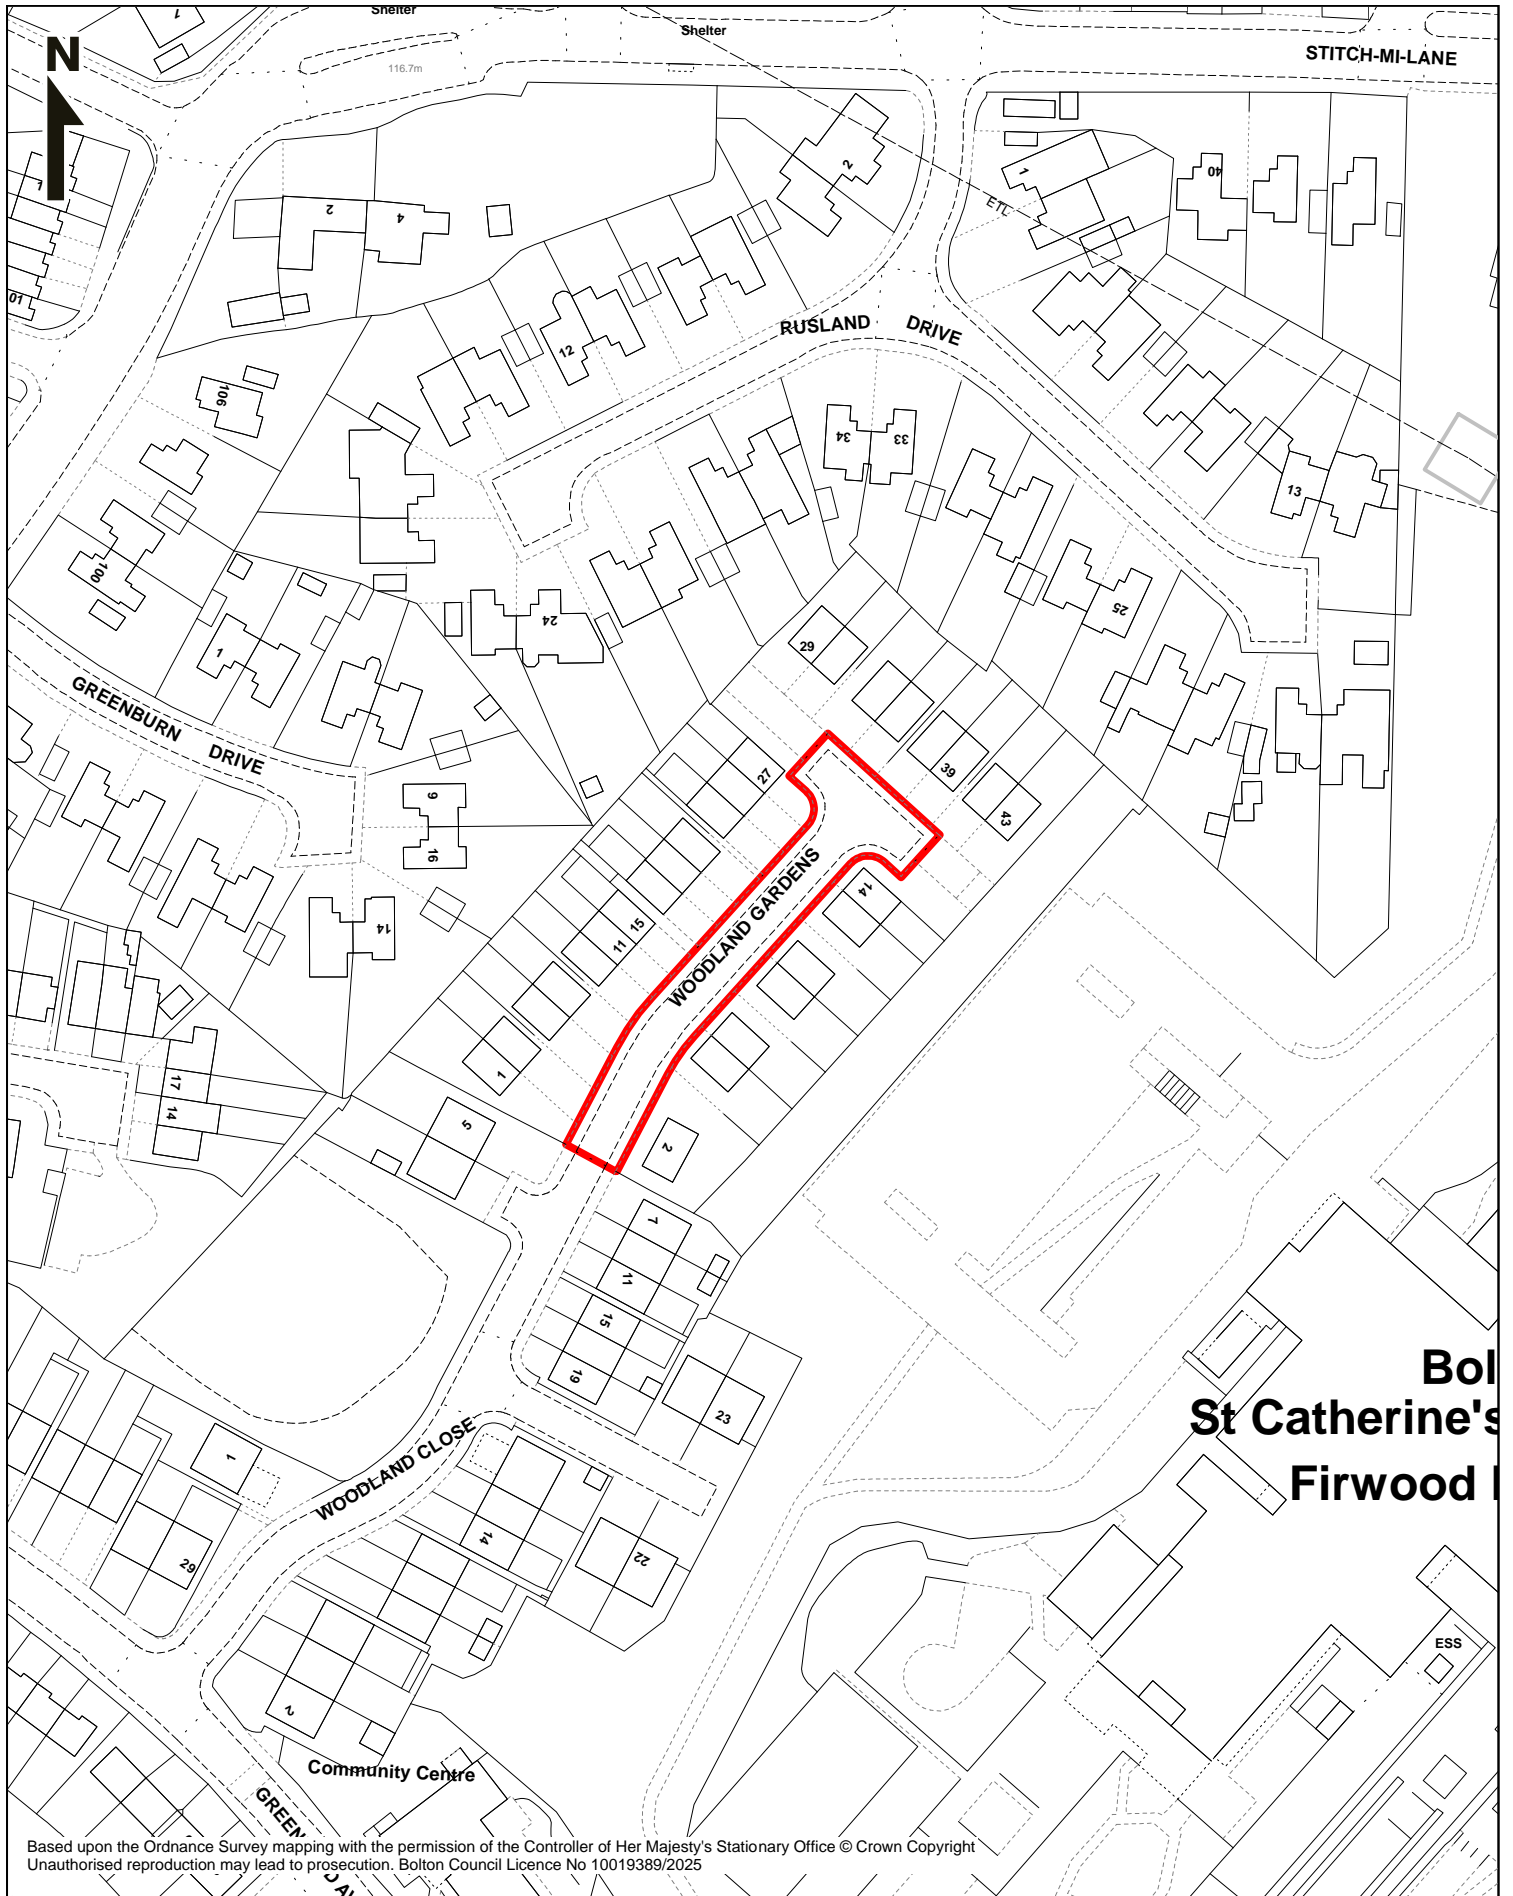 Shelter
Shelter
1
N
116.7m
STITCH-MI-LANE
2
1
40
ETL
2
4
01
RUSLAND DRIVE
12
106
34
33
13
100
24
25
1
29
GREENBURN DRIVE
27
39
43
9
16
14
WOODLAND GARDENS
15
11
14
1
17
14
5
2
1
11
15
19
23
Bol
St Catherine's
Firwood
WOODLAND CLOSE
1
29
14
22
ESS
2
Community Centre
GREEN
Based upon the Ordnance Survey mapping with the permission of the Controller of Her Majesty's Stationary Office © Crown Copyright
Unauthorised reproduction may lead to prosecution. Bolton Council Licence No 10019389/2025